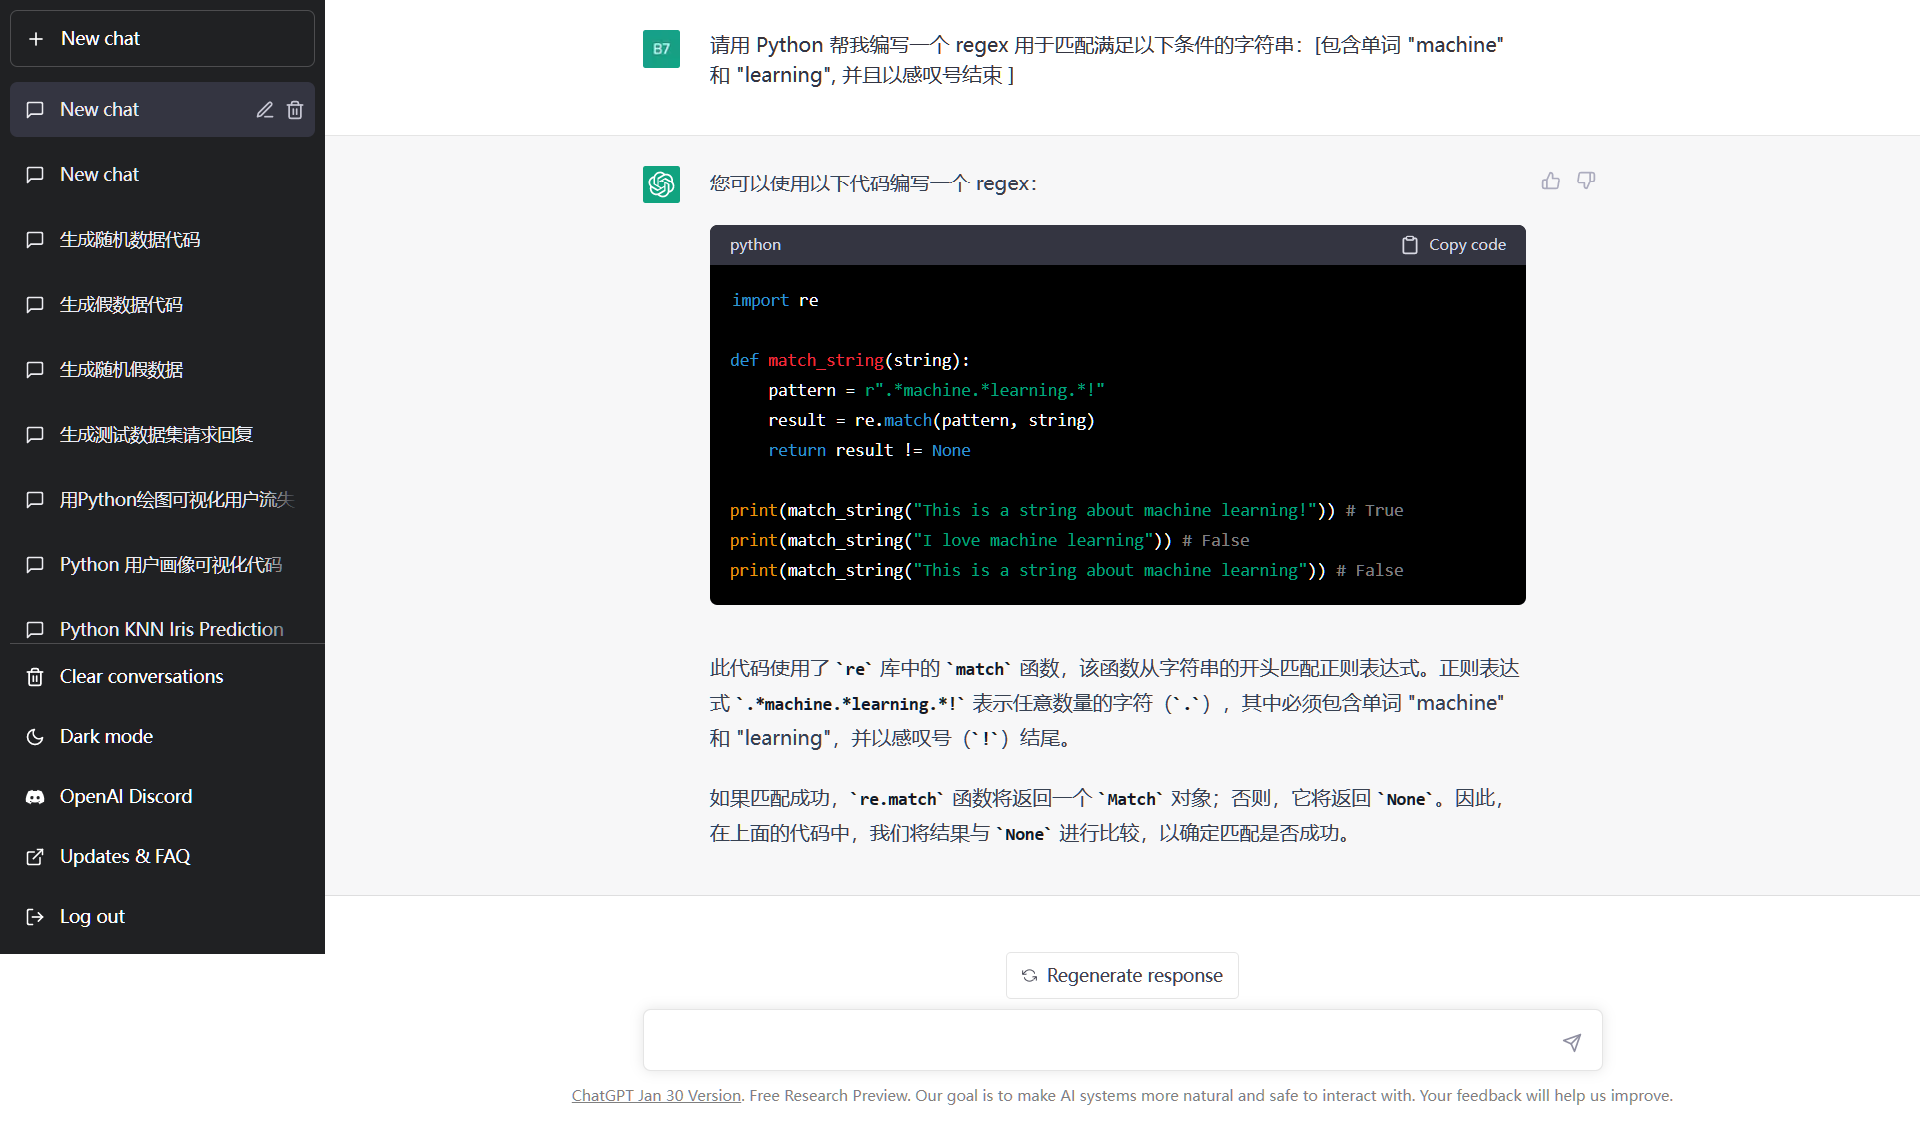 New chat
New chat
New chat
生成随机数据代码
生成假数据代码
生成随机假数据
生成测试数据集请求回复
用Python绘图可视化用户流失
Python 用户画像可视化代码
Python KNN Iris Prediction
Clear conversations
Dark mode
OpenAI Discord
Updates & FAQ
Log out
B7
请用 Python 帮我编写一个 regex 用于匹配满足以下条件的字符串：[包含单词 "machine"
和 "learning", 并且以感叹号结束 ]
您可以使用以下代码编写一个 regex：
python
Copy code
import re
def match_string(string):
    pattern = r".*machine.*learning.*!"
    result = re.match(pattern, string)
    return result != None
print(match_string("This is a string about machine learning!")) # True
print(match_string("I love machine learning")) # False
print(match_string("This is a string about machine learning")) # False
此代码使用了 `re` 库中的 `match` 函数，该函数从字符串的开头匹配正则表达式。正则表达
式 `.*machine.*learning.*!` 表示任意数量的字符（`.`），其中必须包含单词 "machine"
和 "learning"，并以感叹号（`!`）结尾。
如果匹配成功，`re.match` 函数将返回一个 `Match` 对象；否则，它将返回 `None`。因此，
在上面的代码中，我们将结果与 `None` 进行比较，以确定匹配是否成功。
Regenerate response
ChatGPT Jan 30 Version. Free Research Preview. Our goal is to make AI systems more natural and safe to interact with. Your feedback will help us improve.